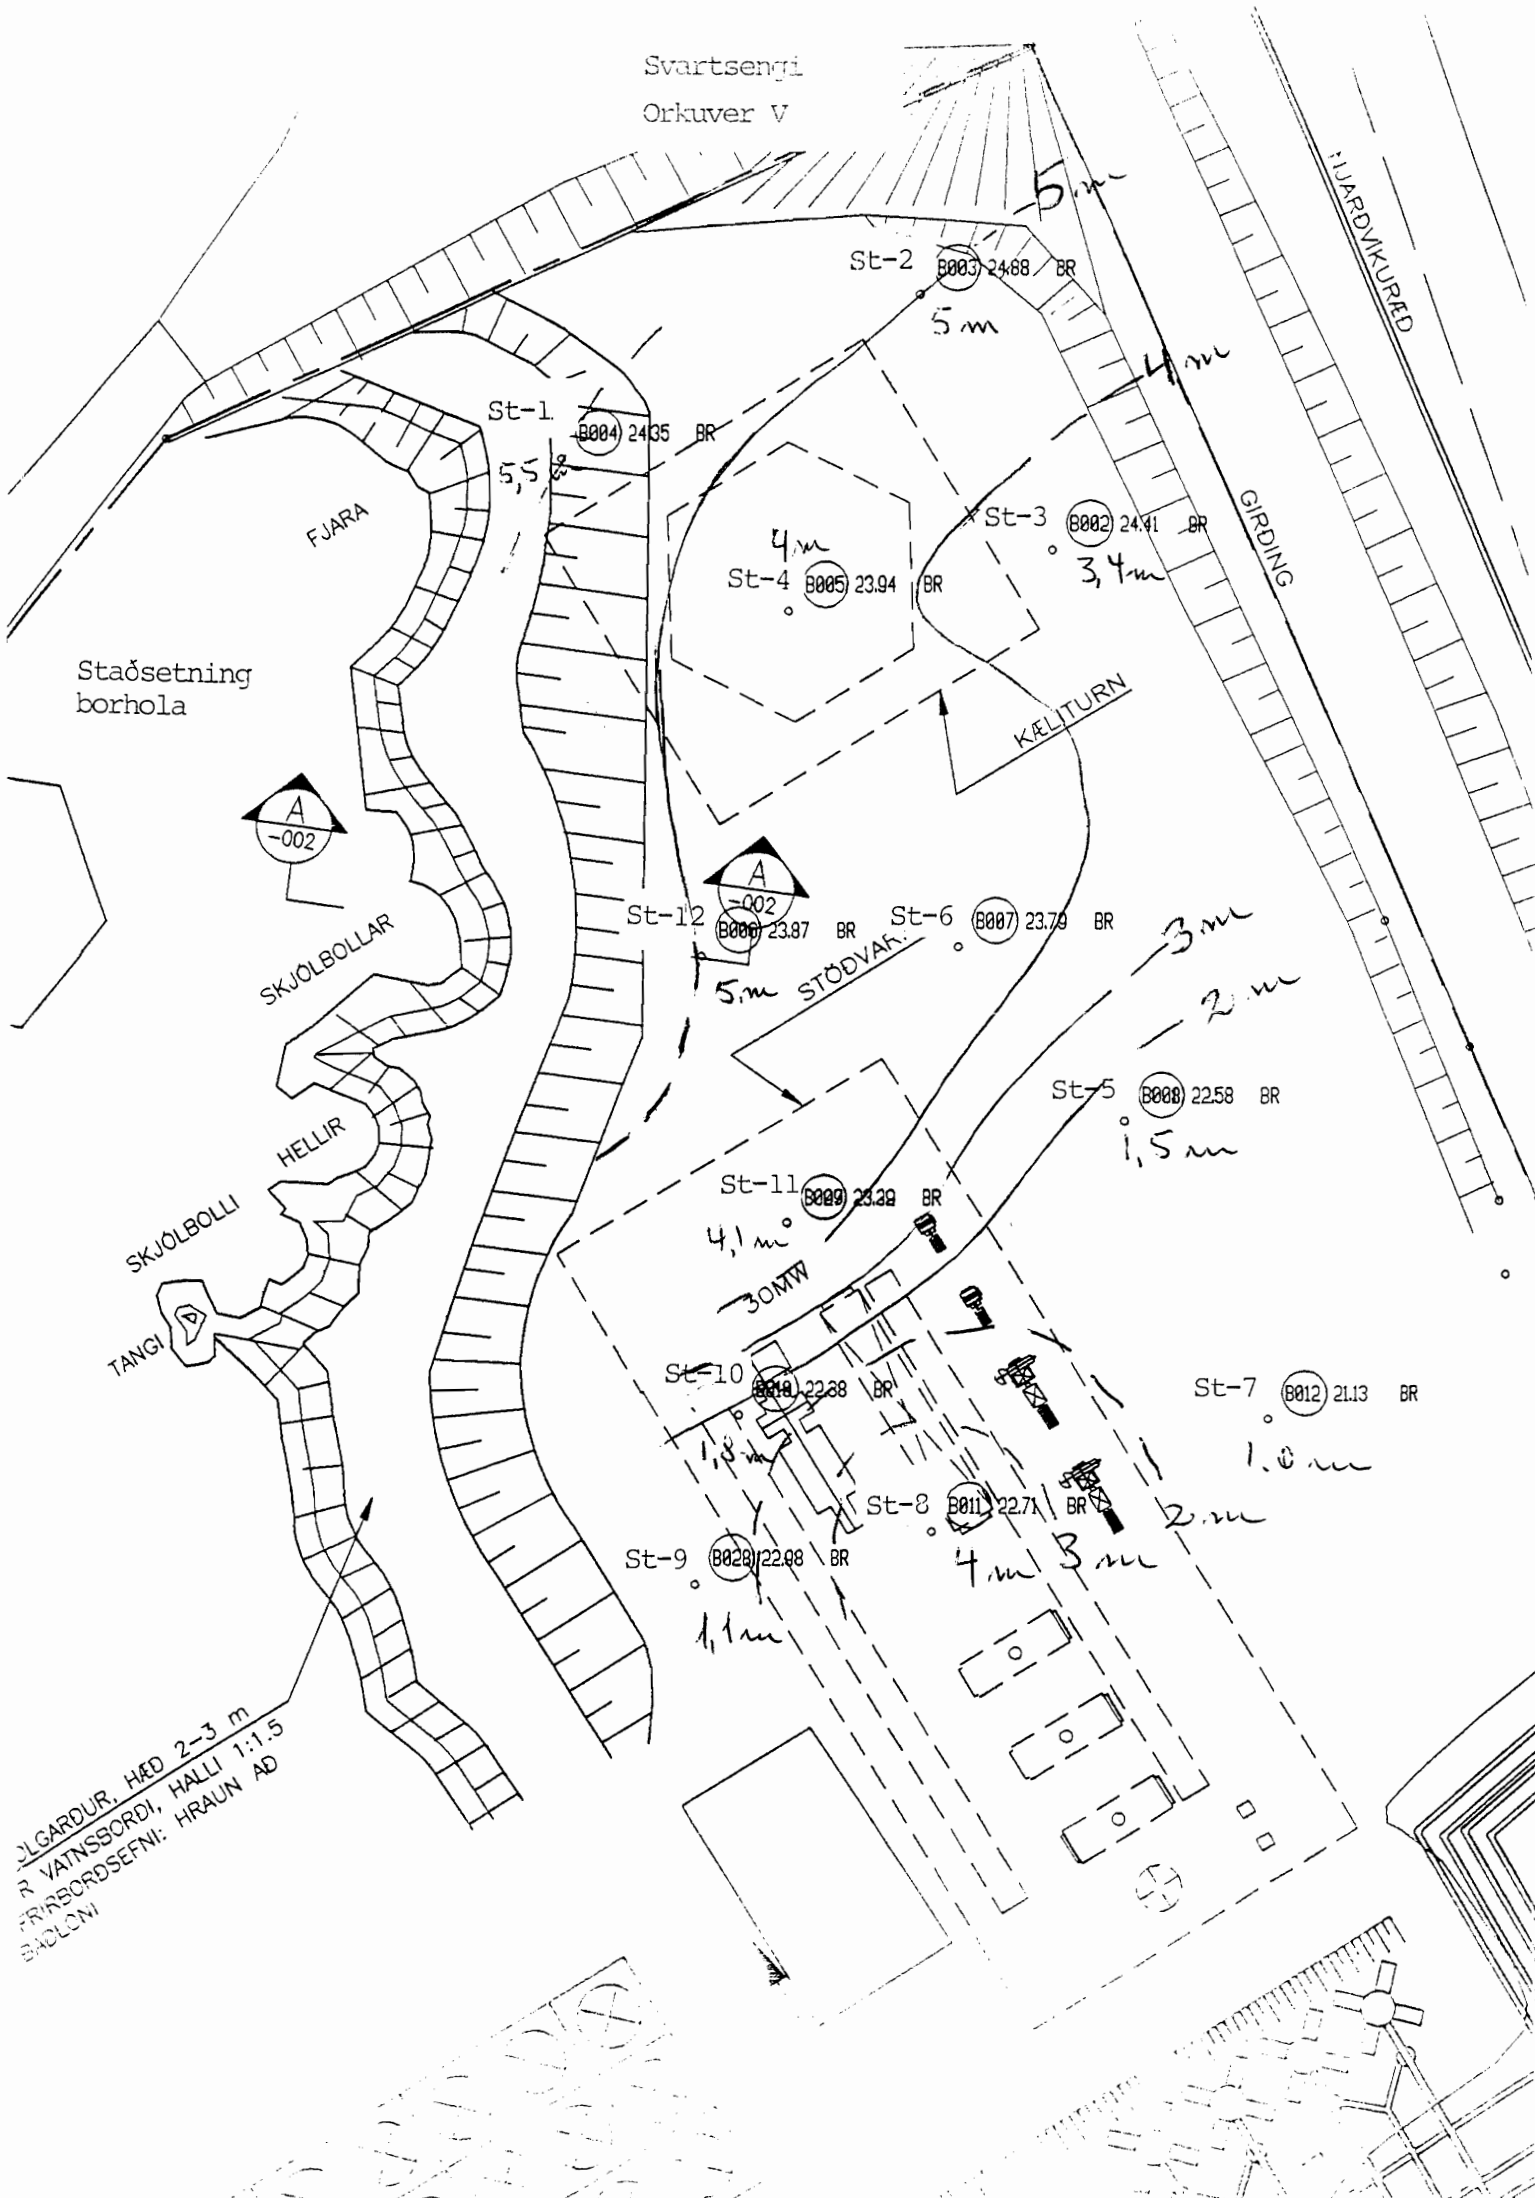 Svartsengi
Orkuver V
5 m
NJARÐVIKURÆÐ
St-2 B003 24.88 BR
5 m
4 m
St-1 B004 24.35 BR
5,5
FJARA
GIRÐING
St-3 B002 24.41 BR
3,4 m
4 m
St-4 B005 23.94 BR
Staðsetning
borhola
KÆLITURN
A
-002
A
-002
St-12 B006 23.87 BR
5 m
St-6 B007 23.79 BR
3 m
SKJÓLBOLLAR
STÖÐVAR
2 m
St-5 B008 22.58 BR
1,5 m
HELLIR
St-11 B009
BR
4,1 m
SKJÓLBOLLI
30MW
TANGI
St-10
22.38 BR
1,8 m
St-7 B012 21.13 BR
1.0 m
St-8 B011 22.71 BR
4 m
3 m
2 m
St-9 B028 22.08 BR
1,1 m
LGARÐUR, HÆÐ 2-3 m
R VATNSBORÐI, HALLI 1:1.5
FRIRBORÐSEFNI: HRAUN AÐ
BAÐLÓNI